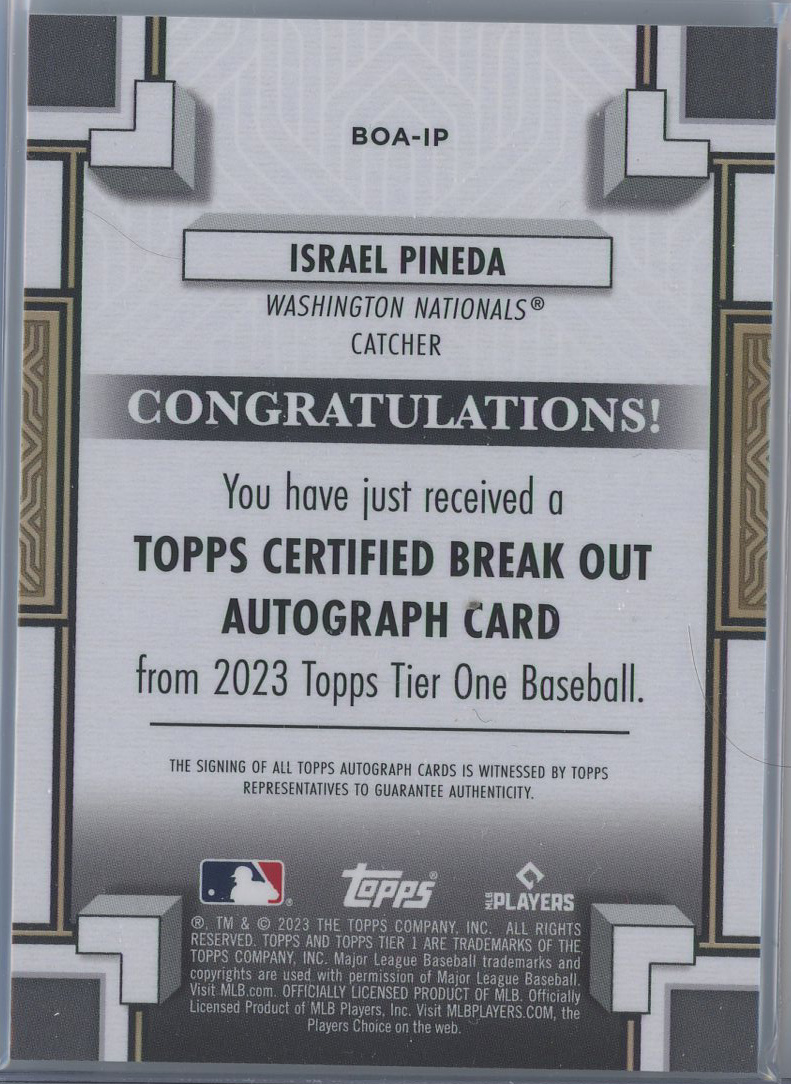 BOA-IP
ISRAEL PINEDA
WASHINGTON NATIONALS®
CATCHER
CONGRATULATIONS!
You have just received a
TOPPS CERTIFIED BREAK OUT
AUTOGRAPH CARD
from 2023 Topps Tier One Baseball.
THE SIGNING OF ALL TOPPS AUTOGRAPH CARDS IS WITNESSED BY TOPPS
REPRESENTATIVES TO GUARANTEE AUTHENTICITY.
® topps® MLB PLAYERS
®, TM & © 2023 THE TOPPS COMPANY, INC. ALL RIGHTS
RESERVED. TOPPS AND TOPPS TIER 1 ARE TRADEMARKS OF THE
TOPPS COMPANY, INC. Major League Baseball trademarks and
copyrights are used with permission of Major League Baseball.
Visit MLB.com. OFFICIALLY LICENSED PRODUCT OF MLB. Officially
Licensed Product of MLB Players, Inc. Visit MLBPLAYERS.COM, the
Players Choice on the web.